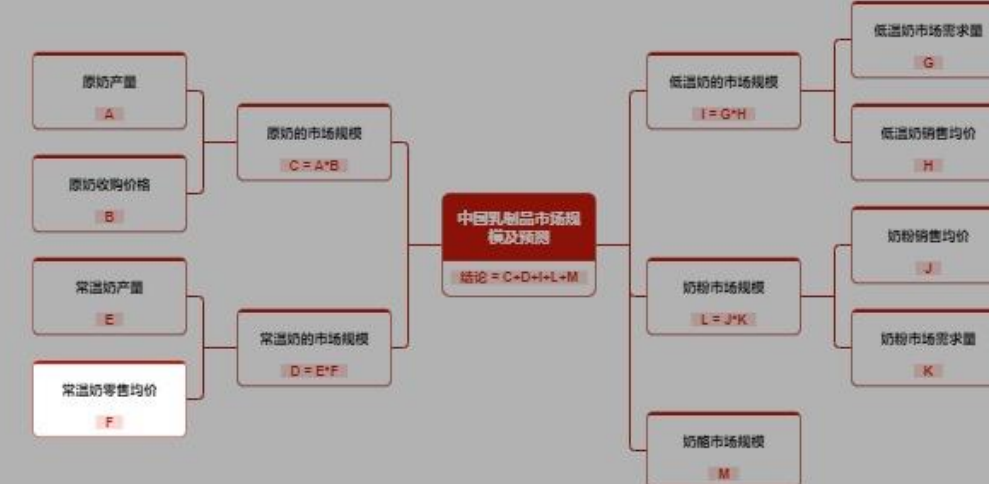 原奶产量
A
原奶收购价格
B
原奶的市场规模
C = A*B
常温奶产量
E
常温奶零售均价
F
常温奶的市场规模
D = E*F
中国乳制品市场规
模及预测
结论 = C+D+I+L+M
低温奶的市场规模
I = G*H
低温奶市场需求量
G
低温奶销售均价
H
奶粉市场规模
L = J*K
奶粉销售均价
J
奶粉市场需求量
K
奶酪市场规模
M